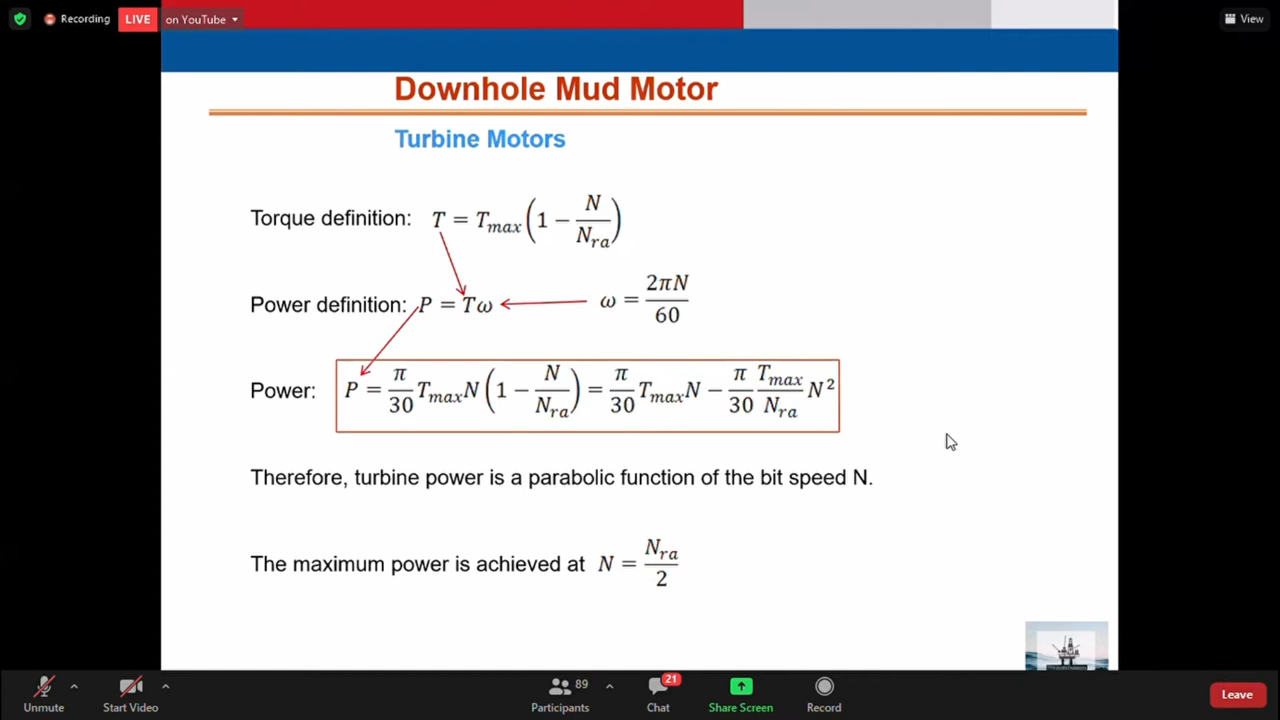 Recording LIVE on YouTube View
Downhole Mud Motor
Turbine Motors
Torque definition: T = T_max (1 − N/N_ra)
Power definition: P = Tω ω = 2πN/60
Power: P = π/30 T_max N (1 − N/N_ra) = π/30 T_max N − π/30 T_max/N_ra N²
Therefore, turbine power is a parabolic function of the bit speed N.
The maximum power is achieved at N = N_ra/2
89 21
Unmute Start Video Participants Chat Share Screen Record Leave